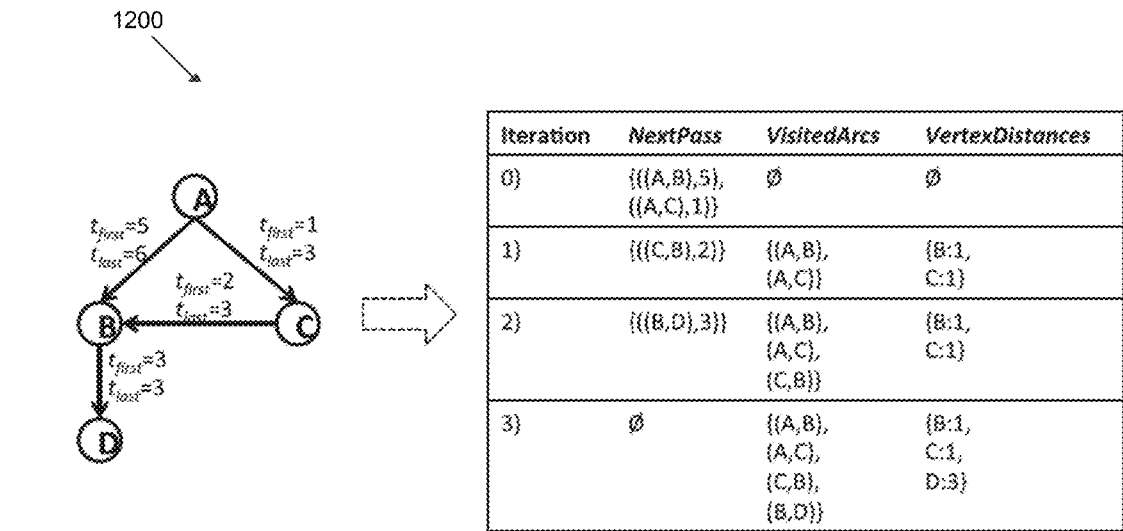 1200
A
t_first=5
t_last=6
t_first=1
t_last=3
t_first=2
t_last=3
B
C
t_first=3
t_last=3
D
Iteration NextPass VisitedArcs VertexDistances
0) {((A,B),5), Ø Ø
((A,C),1)}
1) {((C,B),2)} {(A,B), {B:1,
(A,C)} C:1}
2) {((B,D),3)} {(A,B), {B:1,
(A,C), C:1}
(C,B)}
3) Ø {(A,B), {B:1,
(A,C), C:1,
(C,B), D:3}
(B,D)}